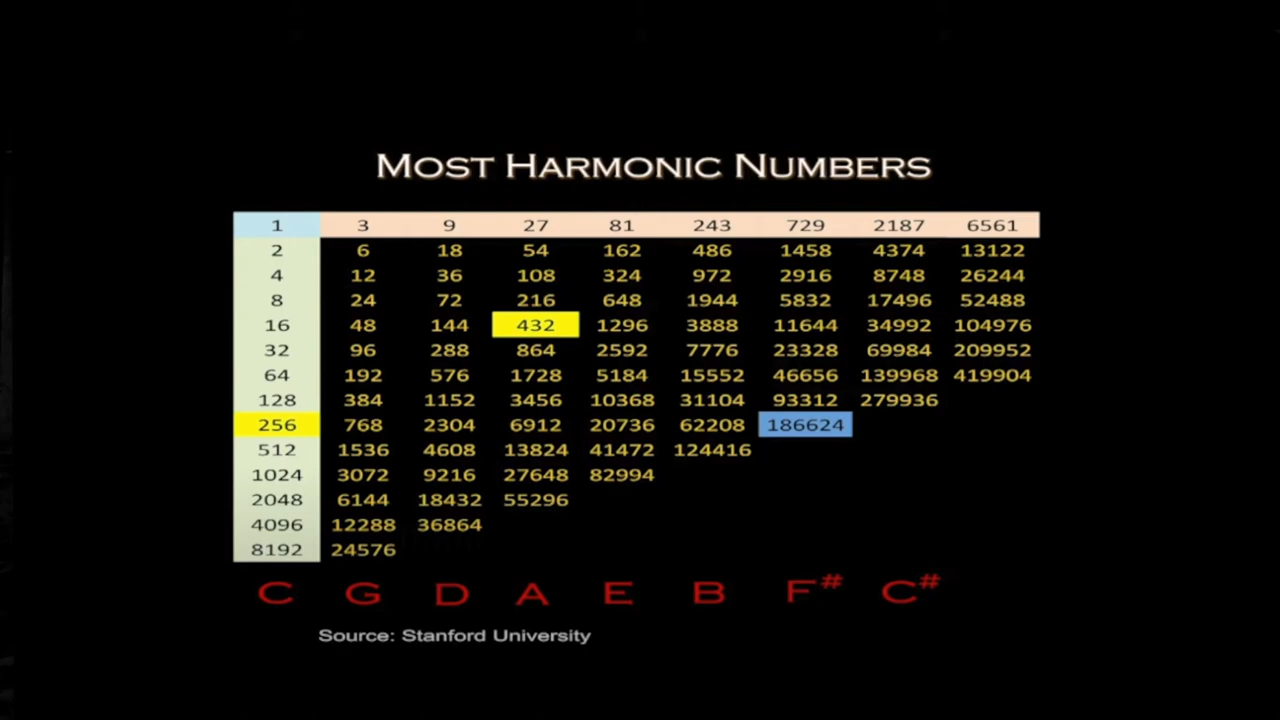 MOST HARMONIC NUMBERS
1 3 9 27 81 243 729 2187 6561
2 6 18 54 162 486 1458 4374 13122
4 12 36 108 324 972 2916 8748 26244
8 24 72 216 648 1944 5832 17496 52488
16 48 144 432 1296 3888 11644 34992 104976
32 96 288 864 2592 7776 23328 69984 209952
64 192 576 1728 5184 15552 46656 139968 419904
128 384 1152 3456 10368 31104 93312 279936
256 768 2304 6912 20736 62208 186624
512 1536 4608 13824 41472 124416
1024 3072 9216 27648 82994
2048 6144 18432 55296
4096 12288 36864
8192 24576
C G D A E B F# C#
Source: Stanford University